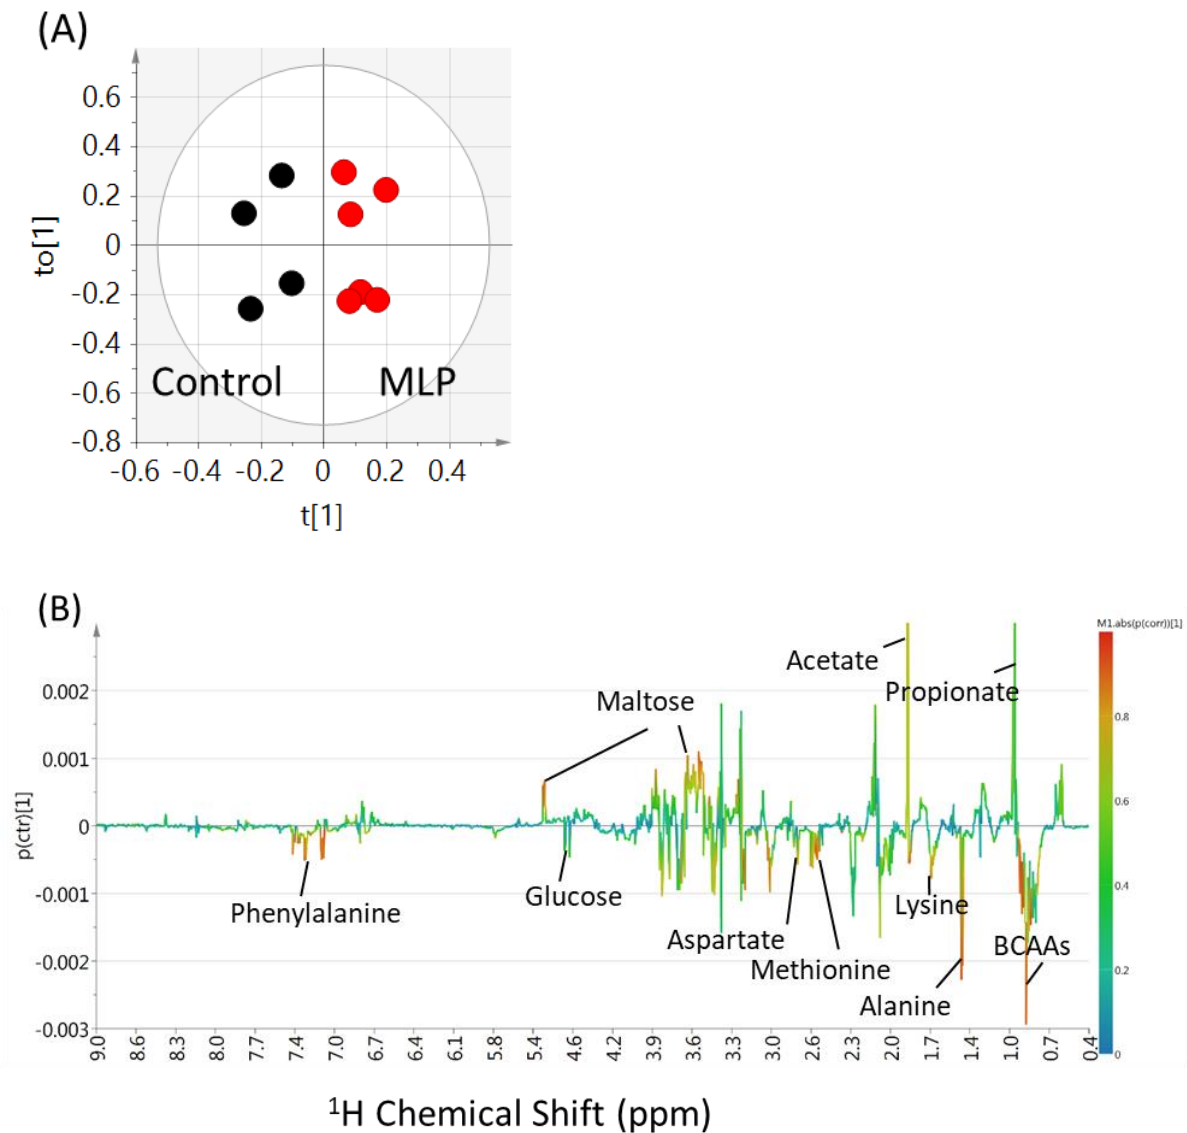 (A)
0.6
0.4
0.2
0
-0.2
-0.4
-0.6
-0.8
to[1]
Control
MLP
-0.6 -0.4 -0.2 0 0.2 0.4
t[1]
(B)
M1.abs(p(corr))[1]
0.002
0.001
0
-0.001
-0.002
-0.003
p(ctr)[1]
Acetate
Propionate
Maltose
Phenylalanine
Glucose
Aspartate
Methionine
Lysine
Alanine
BCAAs
0.8
0.6
0.4
0.2
0
9.0 8.6 8.3 8.0 7.7 7.4 7.0 6.7 6.4 6.1 5.8 5.4 4.6 4.2 3.9 3.6 3.3 3.0 2.6 2.3 2.0 1.7 1.4 1.0 0.7 0.4
¹H Chemical Shift (ppm)